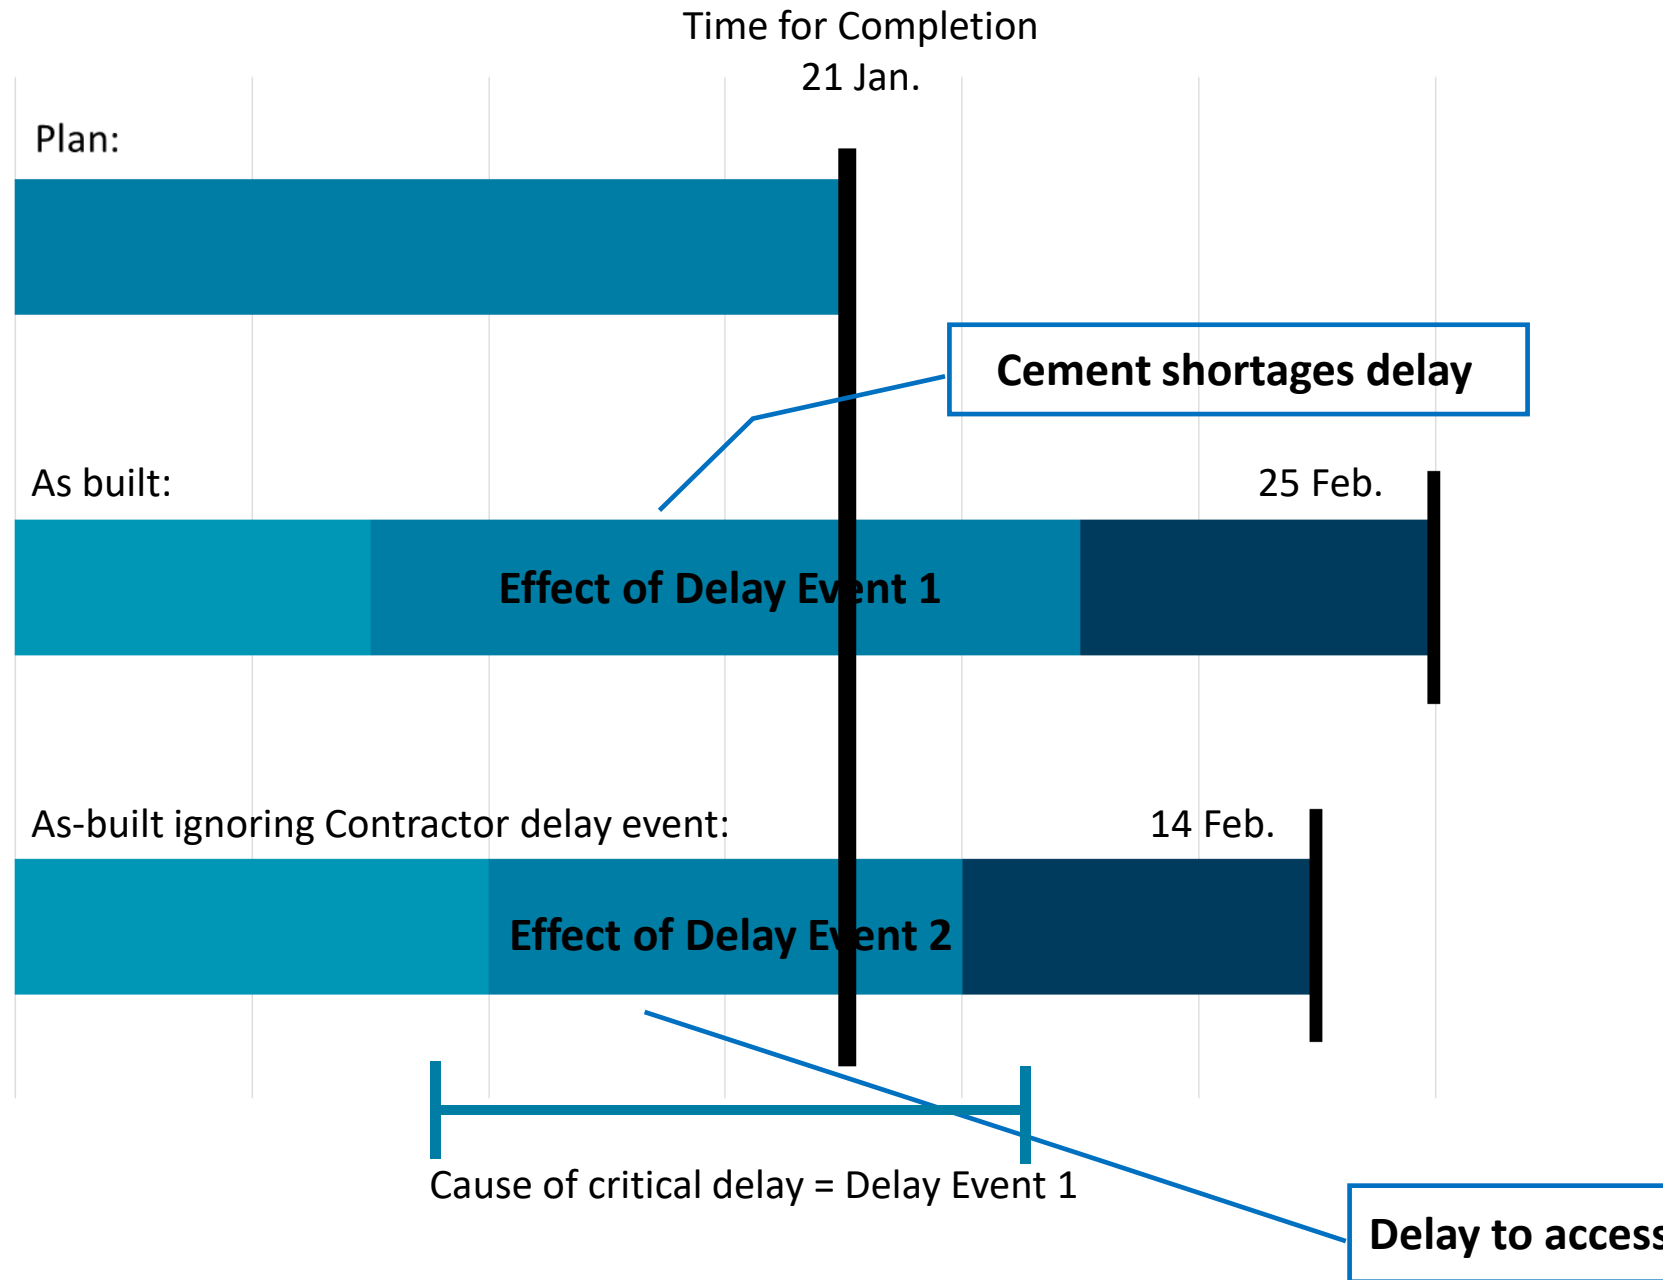 Time for Completion
21 Jan.
Plan:
Cement shortages delay
As built:
25 Feb.
Effect of Delay Event 1
As-built ignoring Contractor delay event:
14 Feb.
Effect of Delay Event 2
Cause of critical delay = Delay Event 1
Delay to access